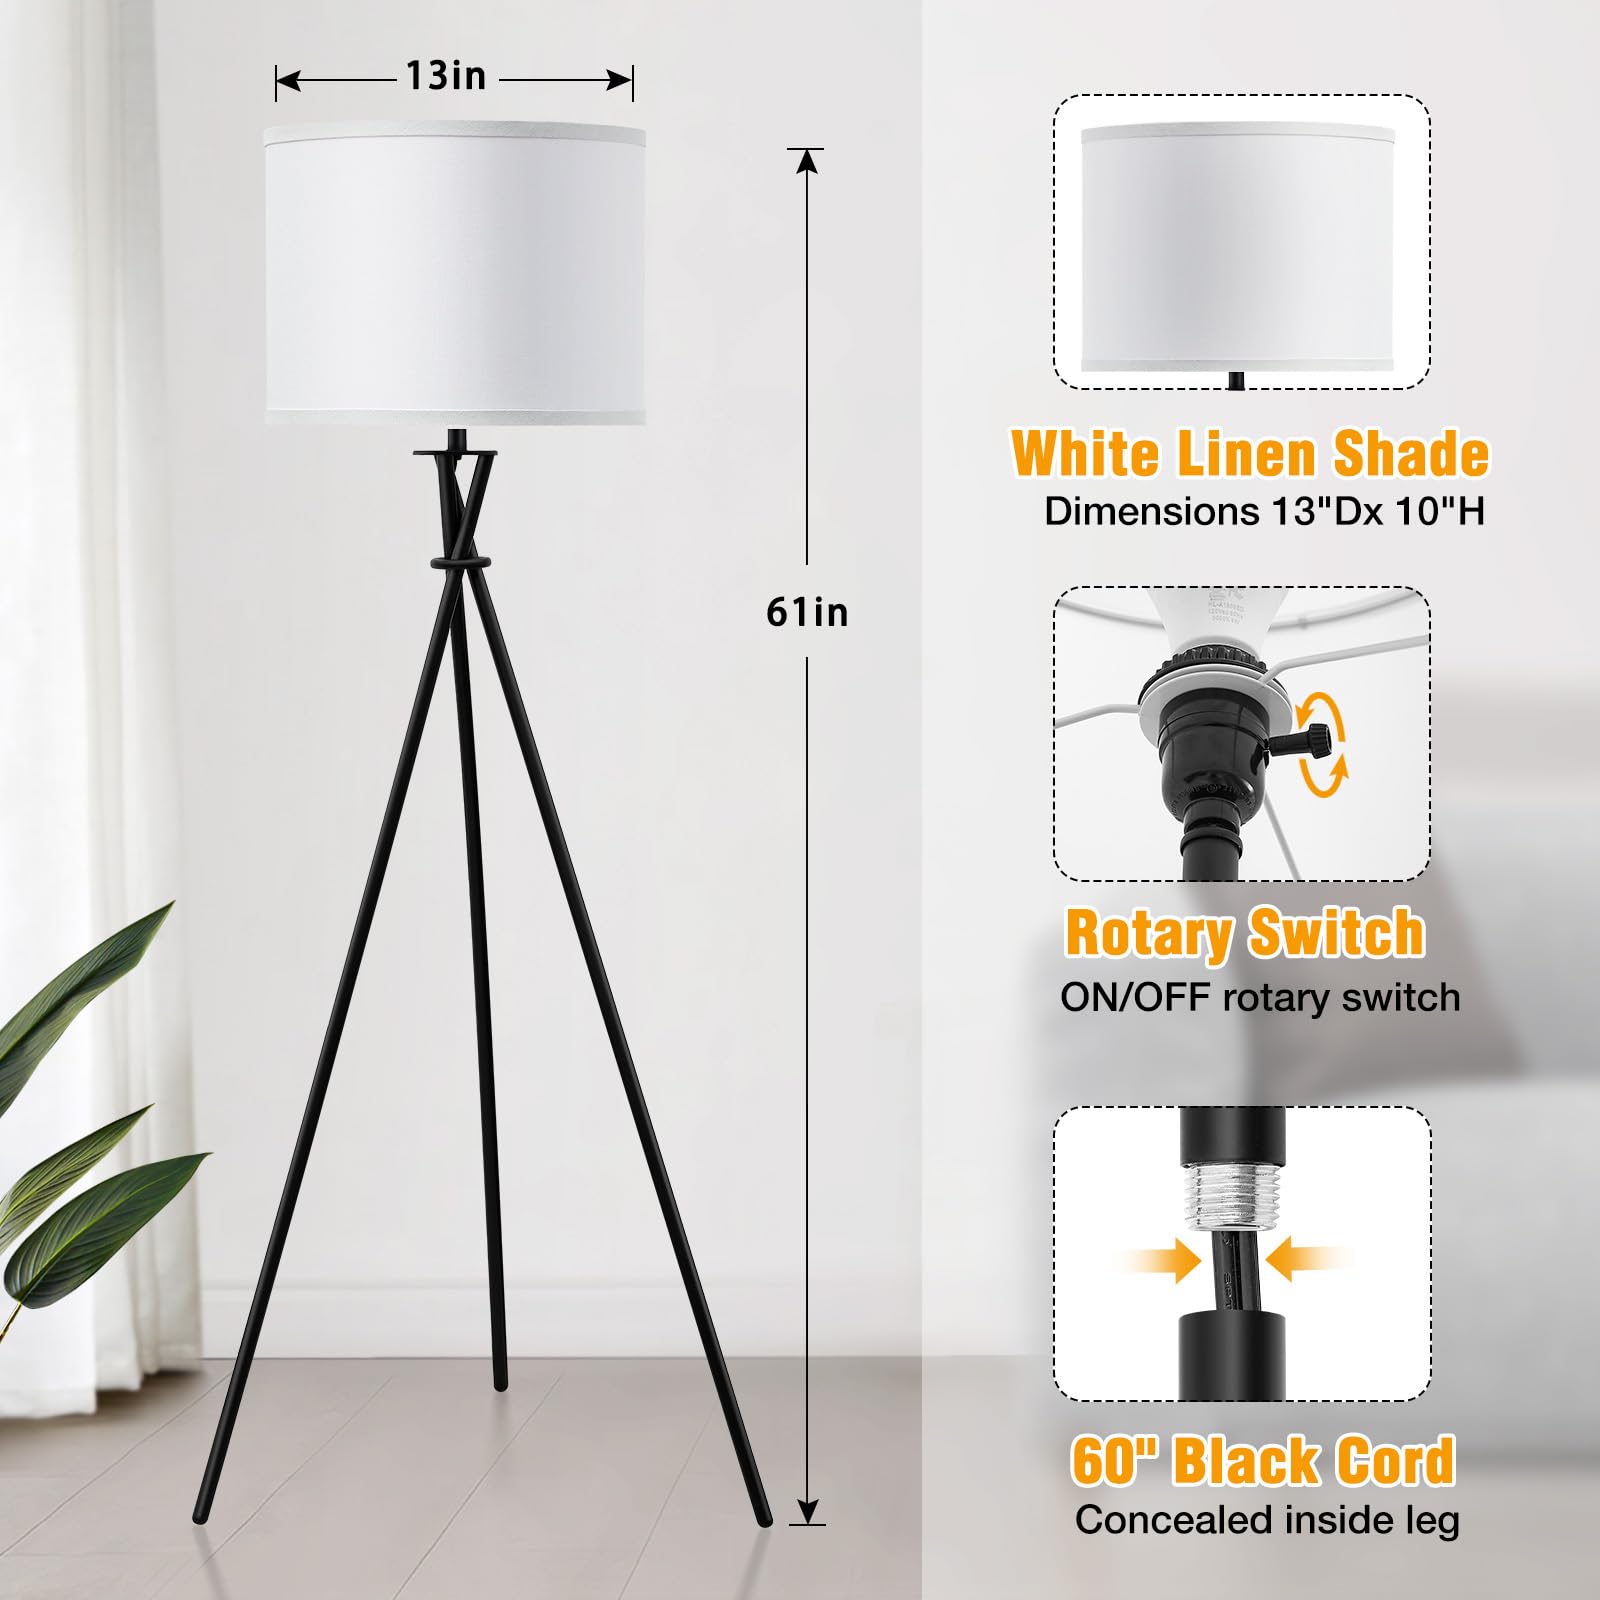 13in
61in
White Linen Shade
Dimensions 13"Dx 10"H
Rotary Switch
ON/OFF rotary switch
60" Black Cord
Concealed inside leg